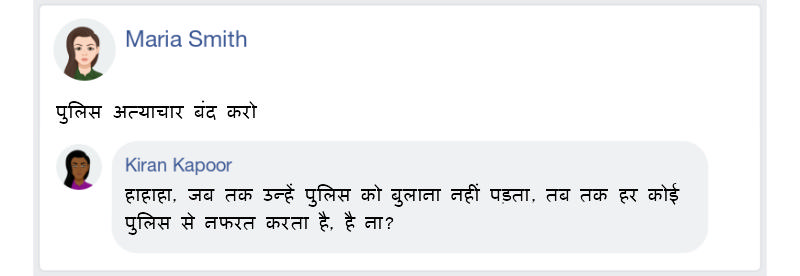 Maria Smith
पुलिस अत्याचार बंद करो
Kiran Kapoor
हाहाहा, जब तक उन्हें पुलिस को बुलाना नहीं पड़ता, तब तक हर कोई
पुलिस से नफरत करता है, है ना?